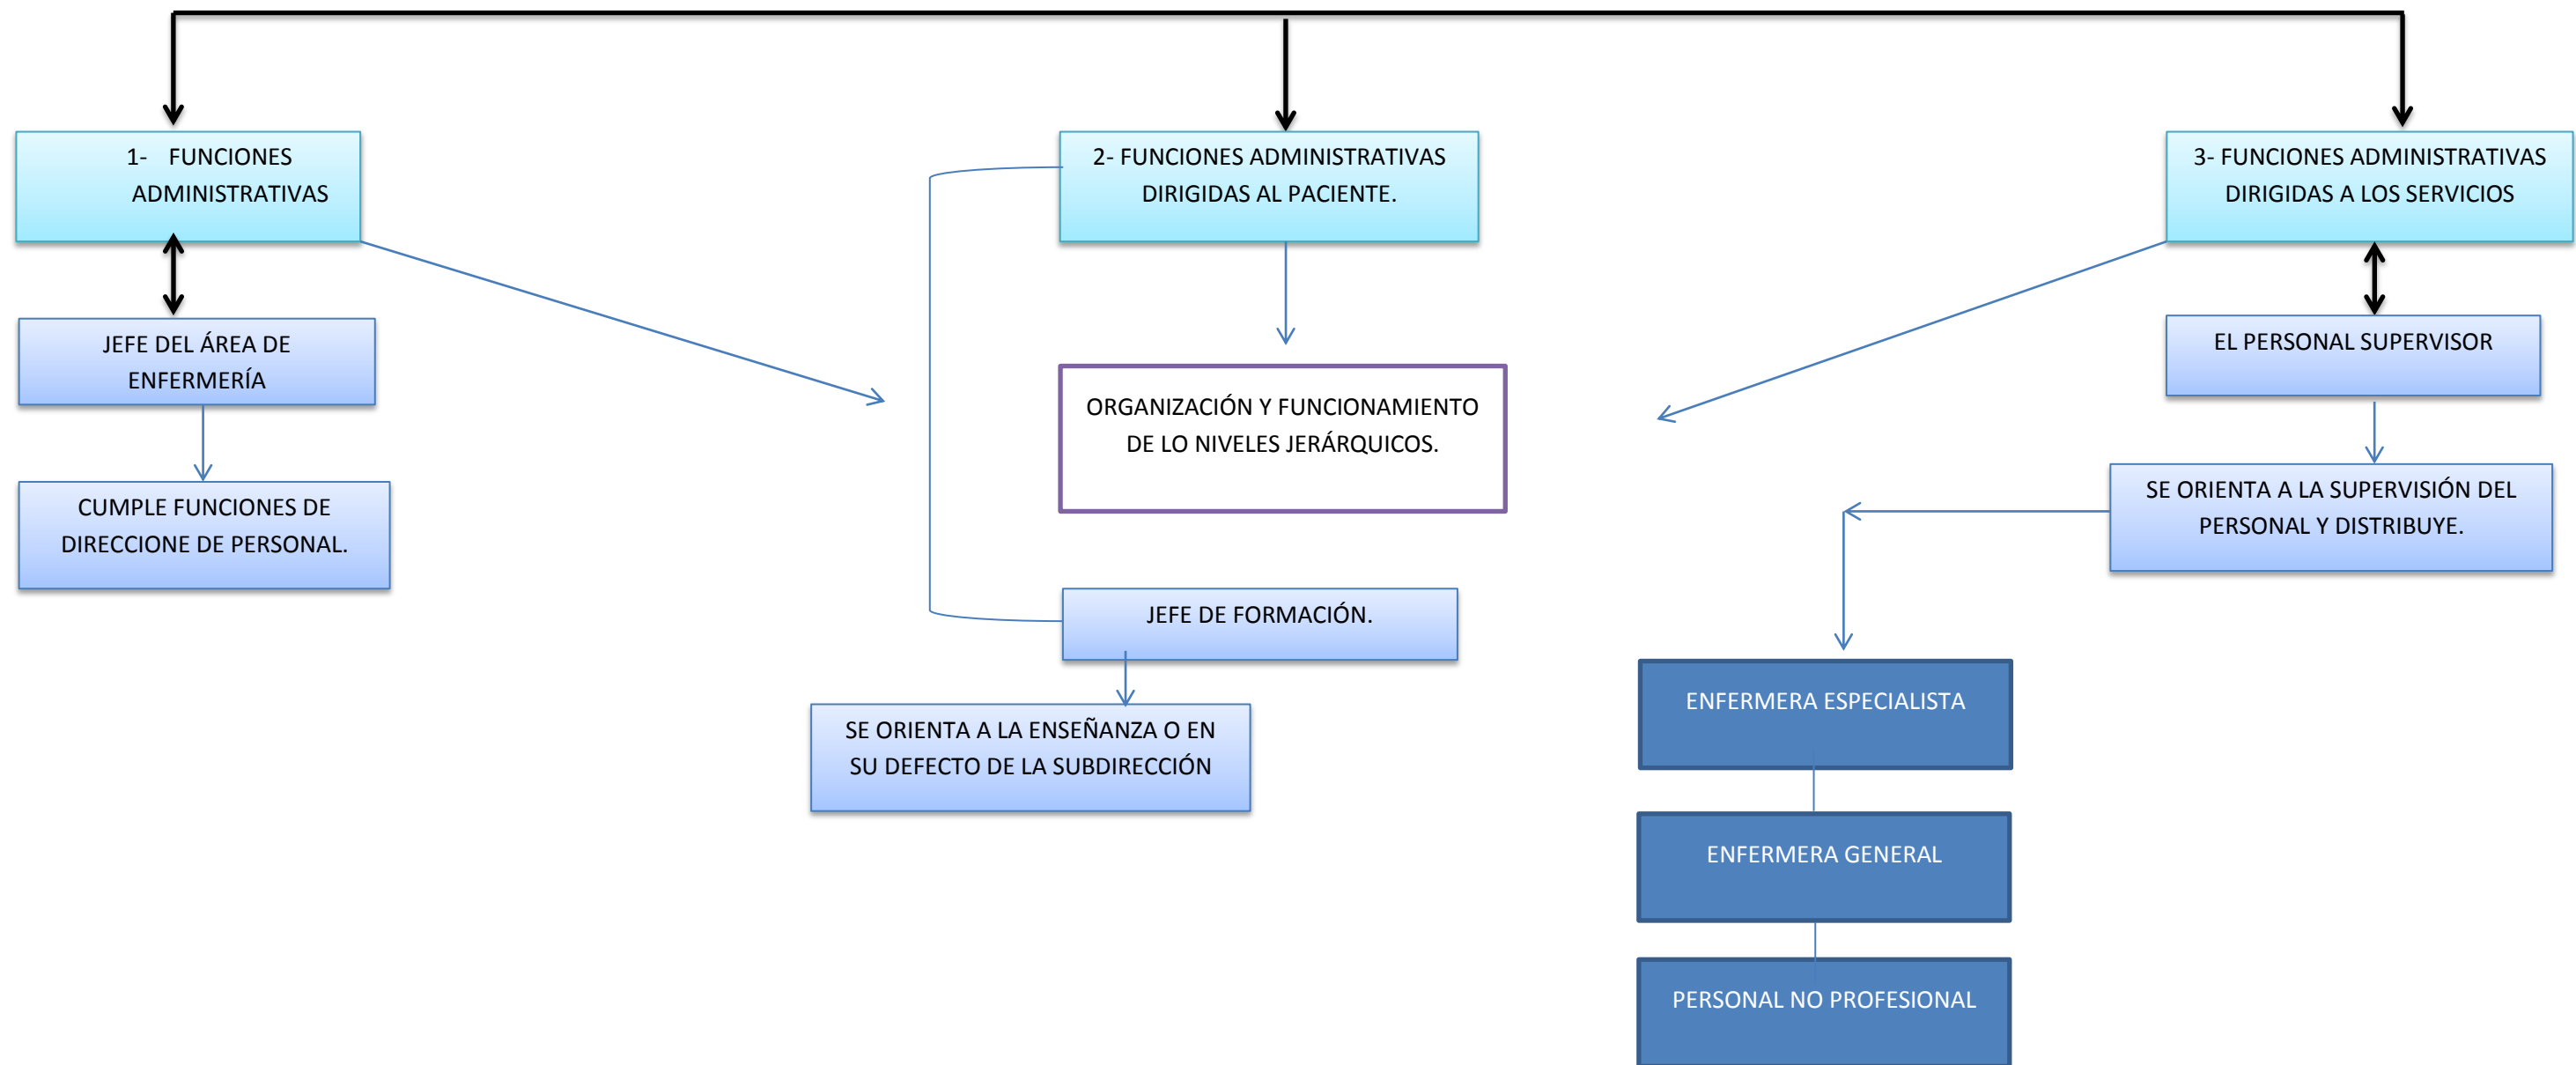 1- FUNCIONES
ADMINISTRATIVAS
2- FUNCIONES ADMINISTRATIVAS
DIRIGIDAS AL PACIENTE.
3- FUNCIONES ADMINISTRATIVAS
DIRIGIDAS A LOS SERVICIOS
JEFE DEL ÁREA DE
ENFERMERÍA
EL PERSONAL SUPERVISOR
ORGANIZACIÓN Y FUNCIONAMIENTO
DE LO NIVELES JERÁRQUICOS.
CUMPLE FUNCIONES DE
DIRECCIONE DE PERSONAL.
SE ORIENTA A LA SUPERVISIÓN DEL
PERSONAL Y DISTRIBUYE.
JEFE DE FORMACIÓN.
SE ORIENTA A LA ENSEÑANZA O EN
SU DEFECTO DE LA SUBDIRECCIÓN
ENFERMERA ESPECIALISTA
ENFERMERA GENERAL
PERSONAL NO PROFESIONAL